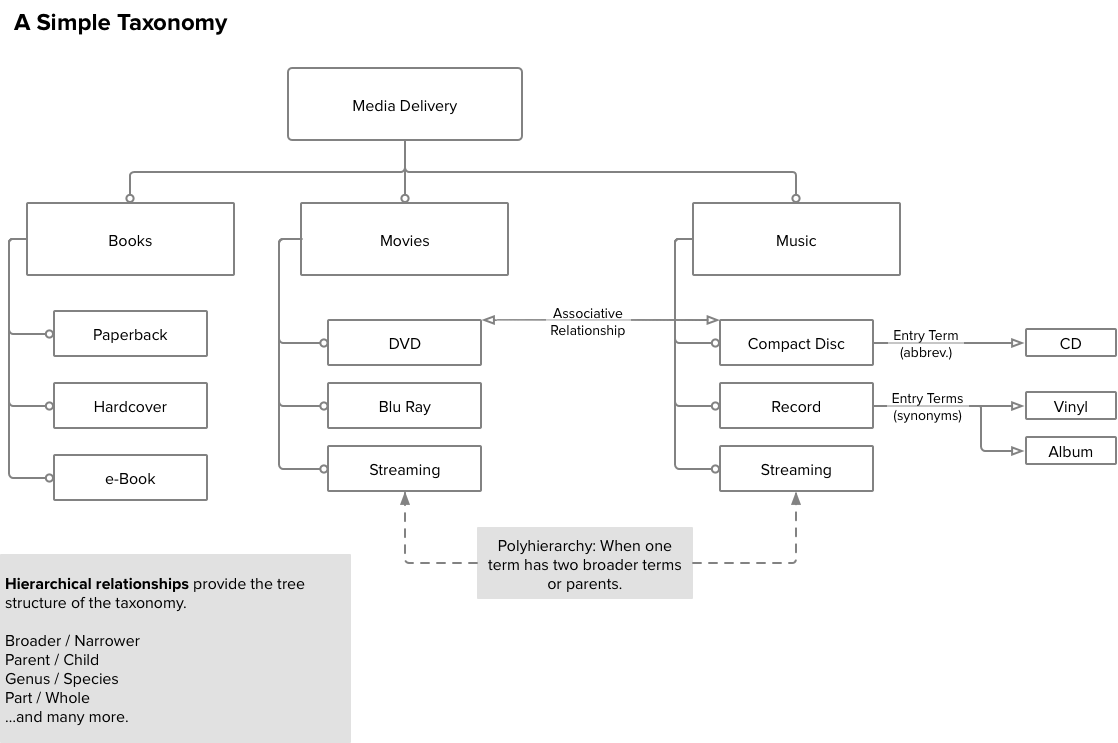 A Simple Taxonomy
Media Delivery
Books
Movies
Music
Paperback
Hardcover
e-Book
DVD
Blu Ray
Streaming
Associative
Relationship
Compact Disc
Record
Streaming
Entry Term
(abbrev.)
CD
Entry Terms
(synonyms)
Vinyl
Album
Polyhierarchy: When one
term has two broader terms
or parents.
Hierarchical relationships provide the tree
structure of the taxonomy.
Broader / Narrower
Parent / Child
Genus / Species
Part / Whole
...and many more.